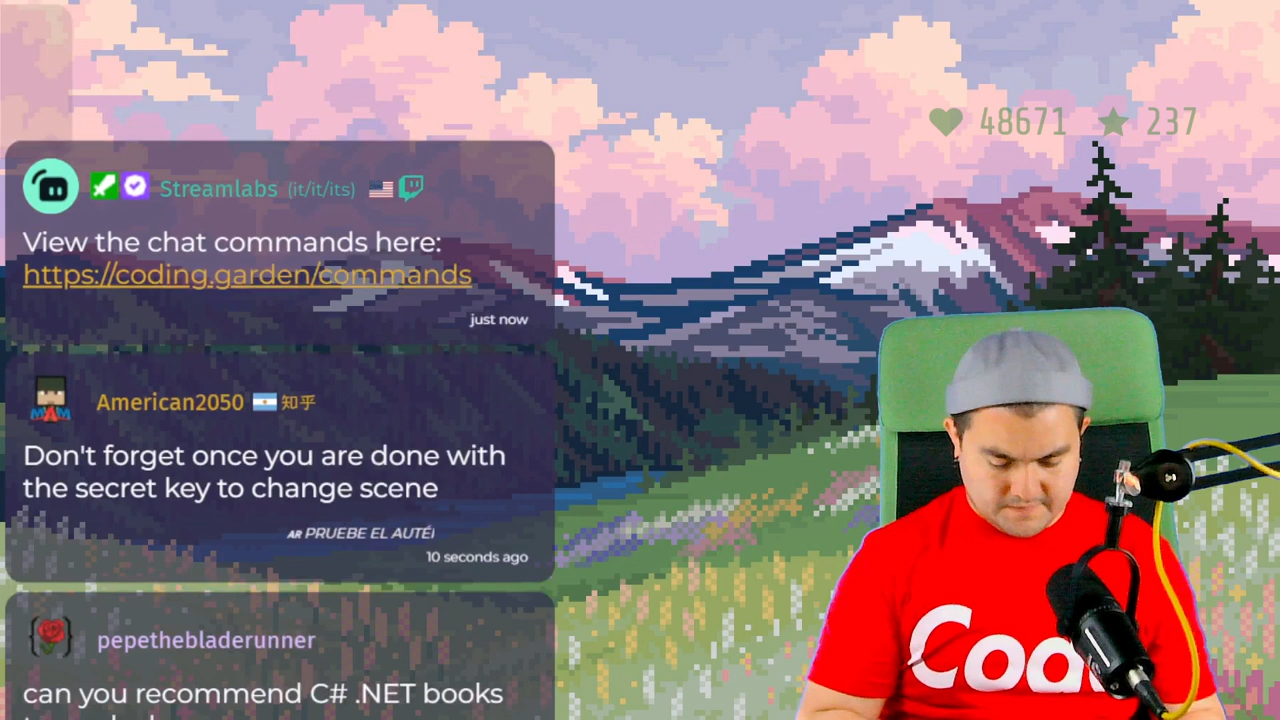 48671 237
Streamlabs (it/it/its)
View the chat commands here:
https://coding.garden/commands
just now
American2050 知乎
Don't forget once you are done with
the secret key to change scene
AR PRUEBE EL AUTÉ!
10 seconds ago
pepethebladerunner
can you recommend C# .NET books